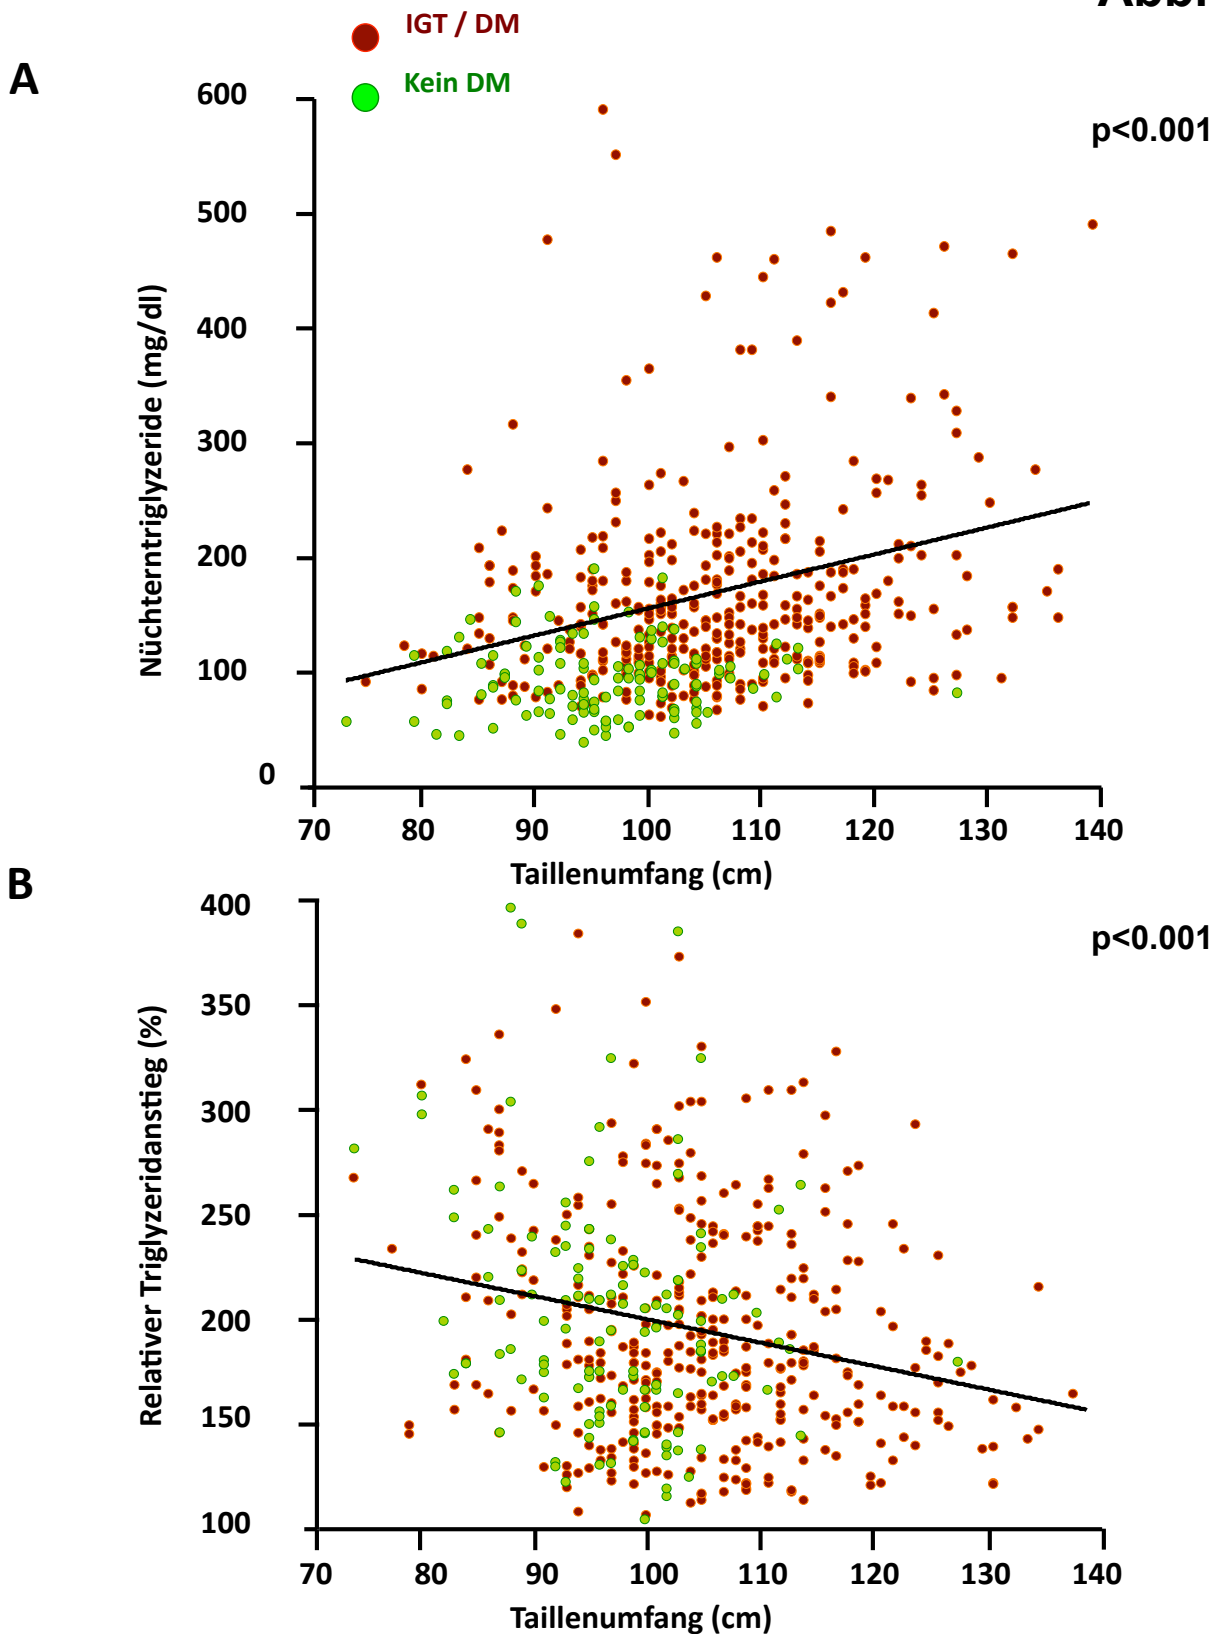 Abb.
IGT / DM
Kein DM
A
p<0.001
Nüchterntriglyzeride (mg/dl)
600
500
400
300
200
100
0
70 80 90 100 110 120 130 140
Taillenumfang (cm)
B
p<0.001
Relativer Triglyzeridanstieg (%)
400
350
300
250
200
150
100
70 80 90 100 110 120 130 140
Taillenumfang (cm)